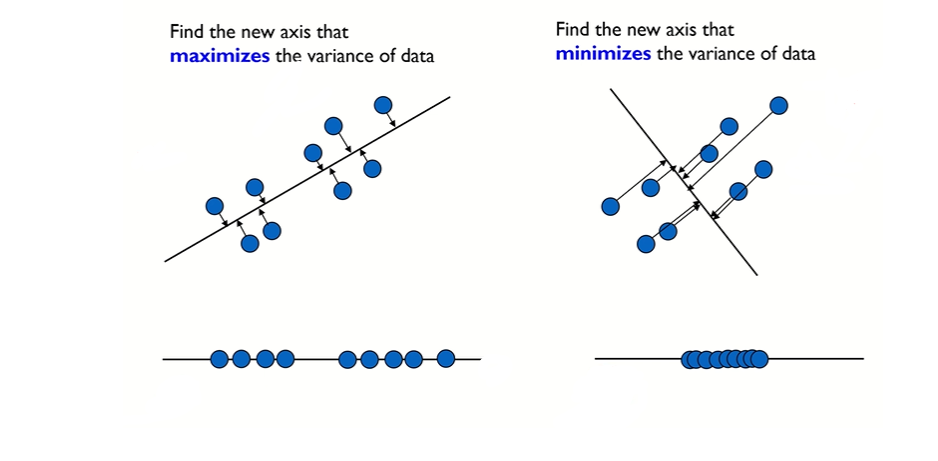 Find the new axis that
maximizes the variance of data
Find the new axis that
minimizes the variance of data